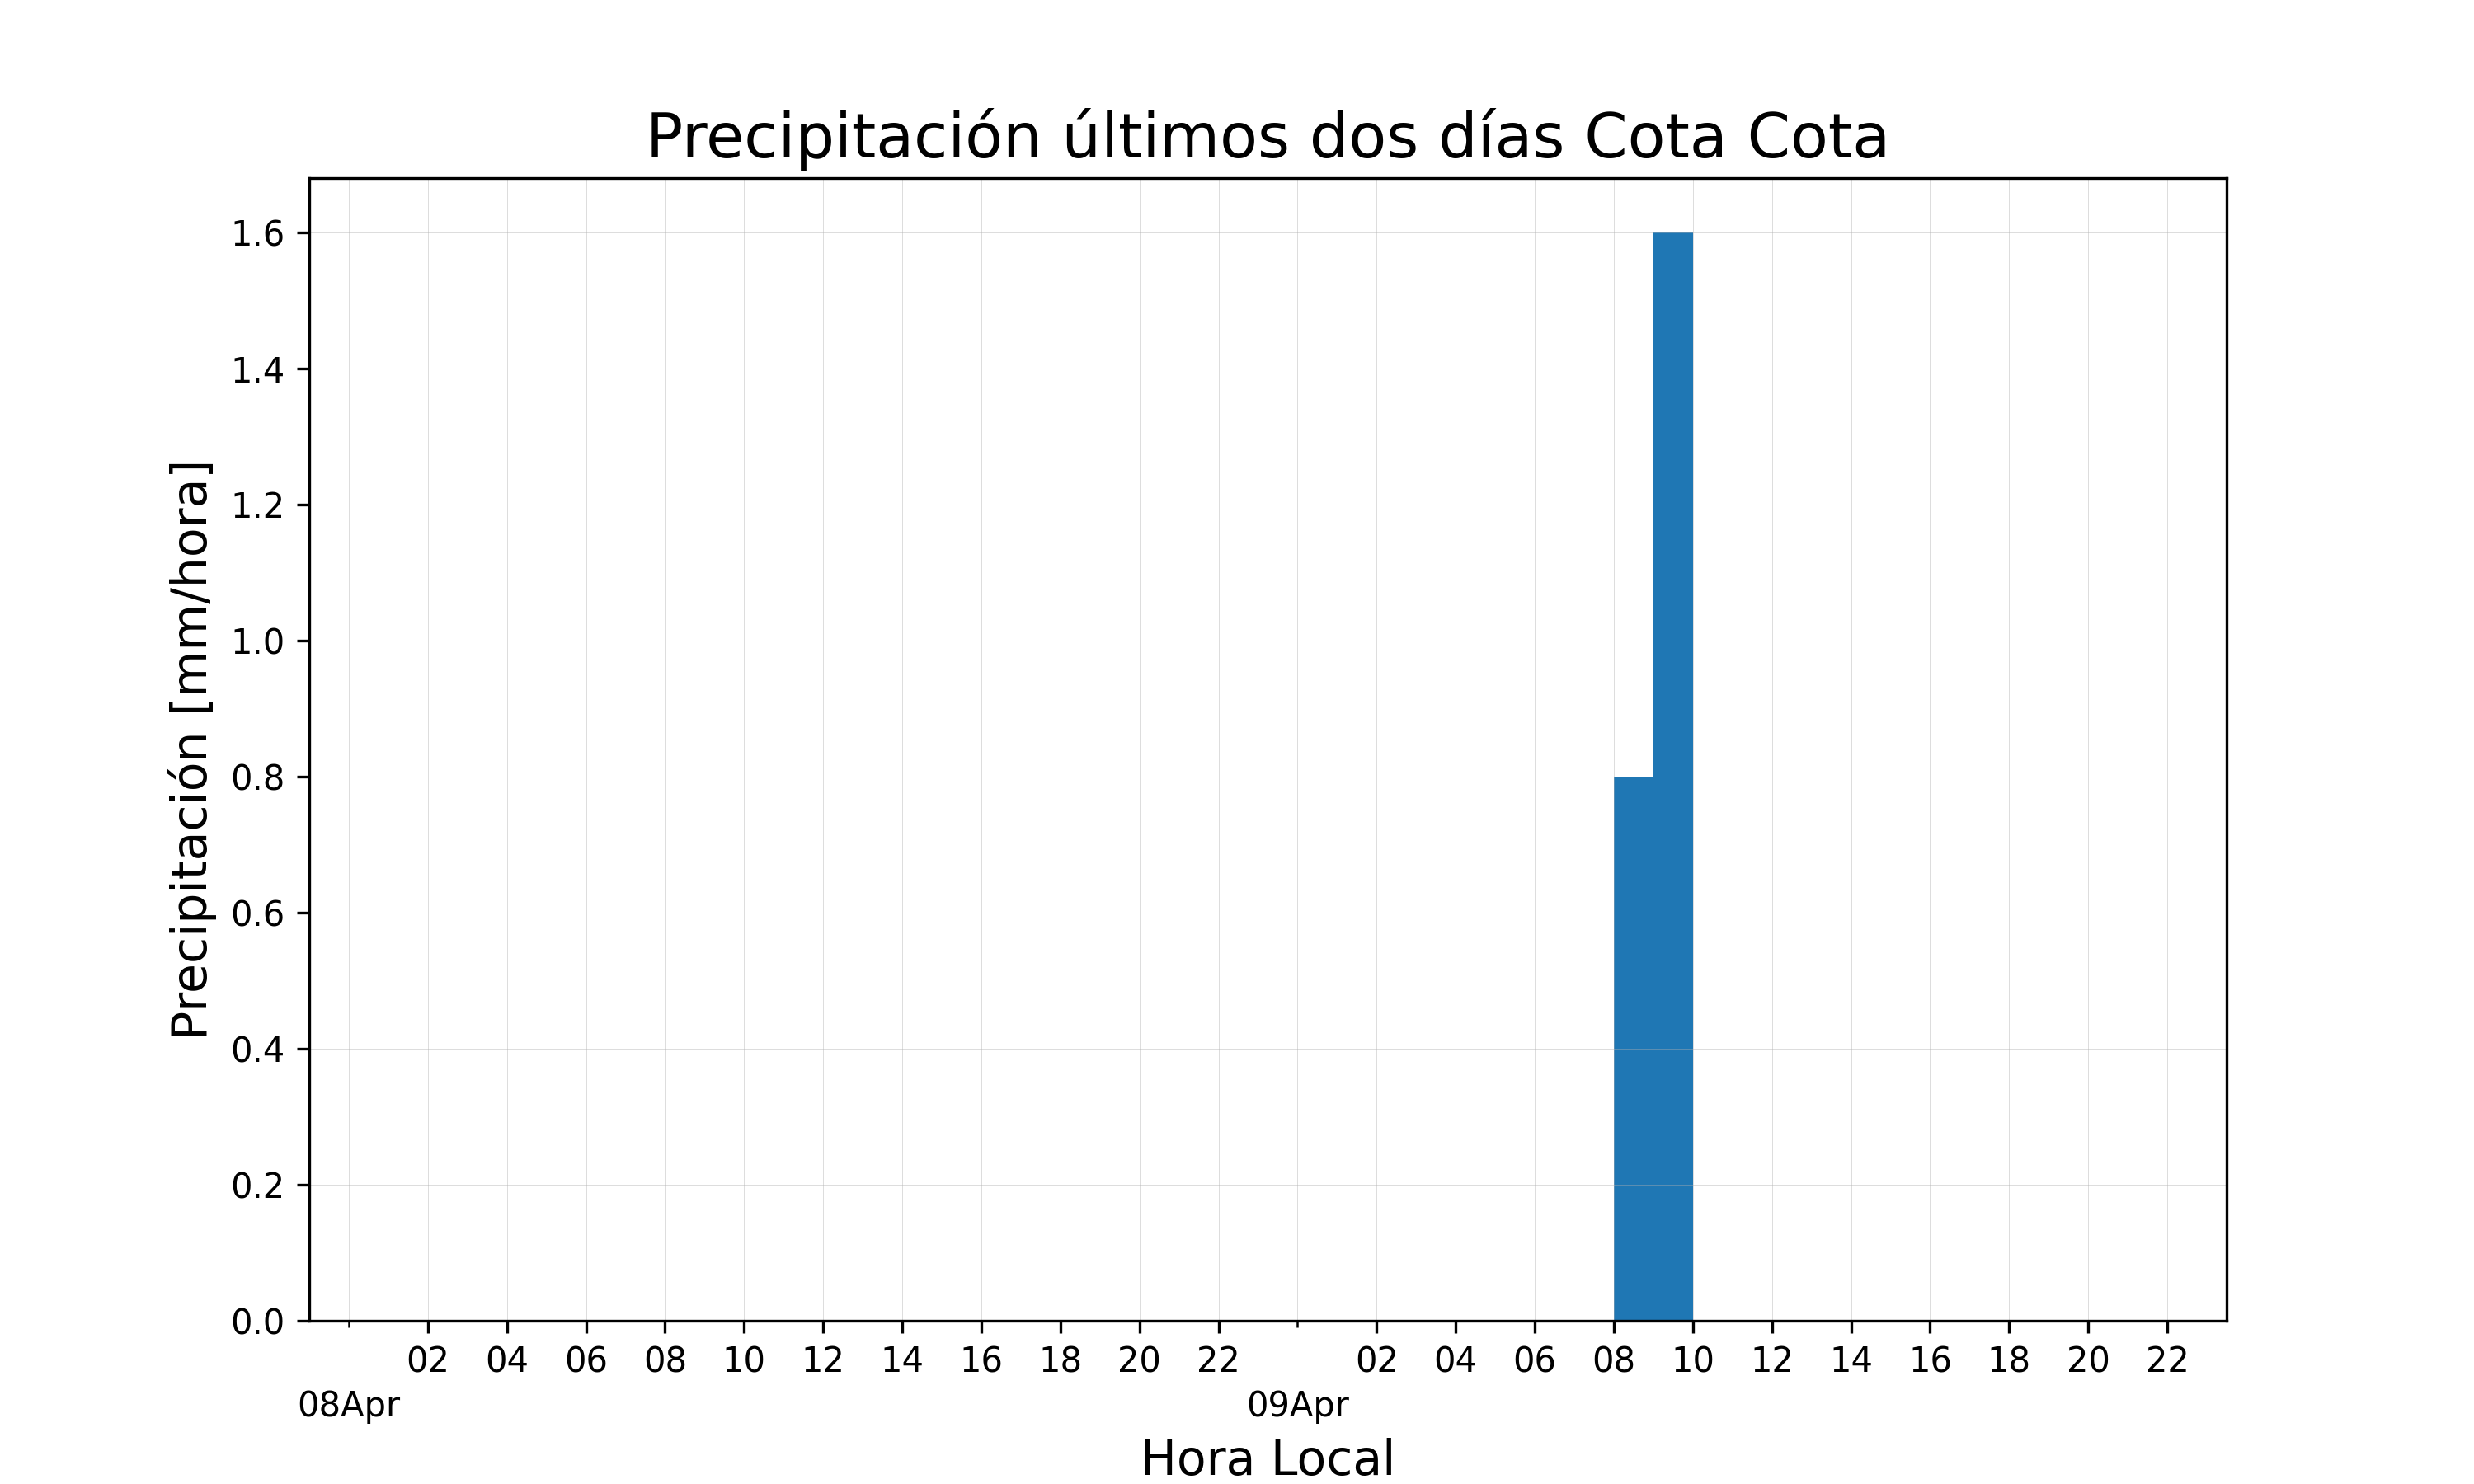 Precipitación últimos dos días Cota Cota
Precipitación [mm/hora]
1.6
1.4
1.2
1.0
0.8
0.6
0.4
0.2
0.0
02 04 06 08 10 12 14 16 18 20 22 02 04 06 08 10 12 14 16 18 20 22
08Apr 09Apr
Hora Local